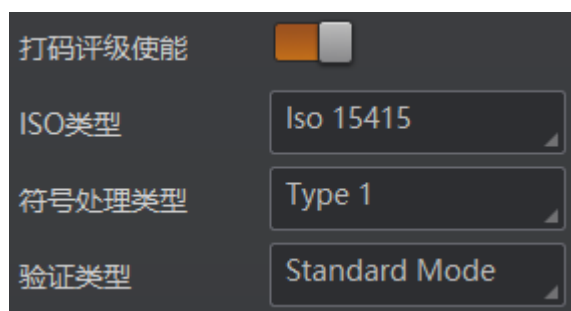 打码评级使能
ISO类型
Iso 15415
符号处理类型
Type 1
验证类型
Standard Mode